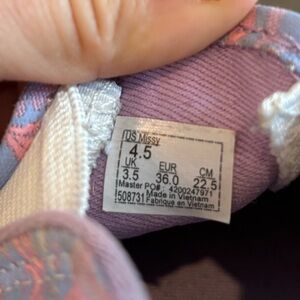 US Missy
4.5
UK EUR CM
3.5 36.0 22.5
Master PO# : 4200247971
508731 Made in Vietnam
Fabriqué en Vietnam